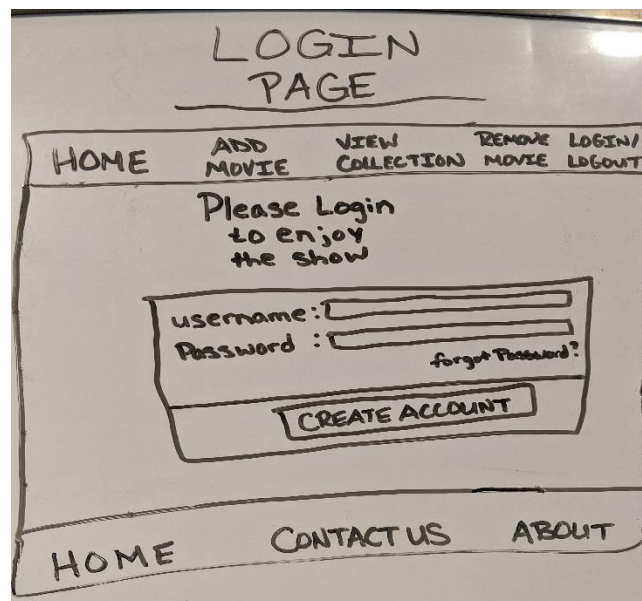 LOGIN
PAGE
HOME
ADD
MOVIE
VIEW
COLLECTION
REMOVE
MOVIE
LOGIN/
LOGOUT
Please Login
to enjoy
the show
username:
Password :
forgot Password?
CREATE ACCOUNT
HOME CONTACT US ABOUT